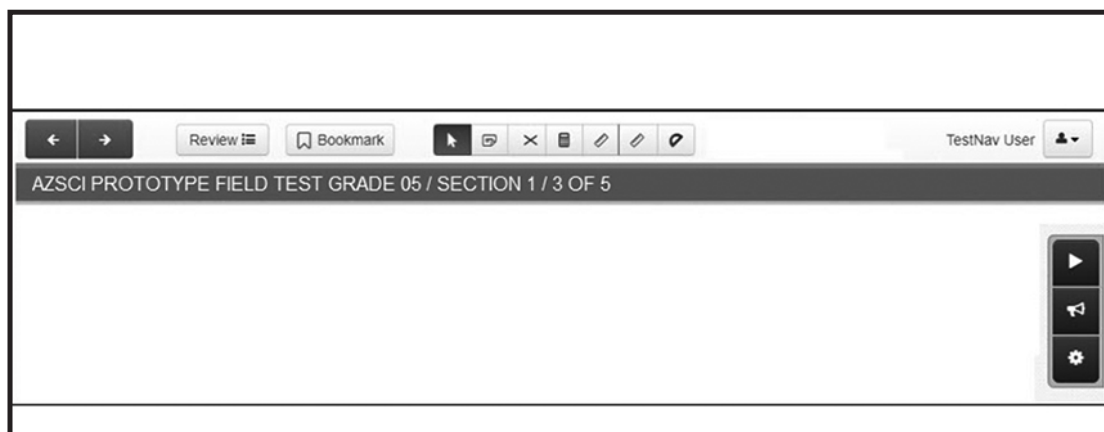 Review
Bookmark
TestNav User
AZSCI PROTOTYPE FIELD TEST GRADE 05 / SECTION 1 / 3 OF 5